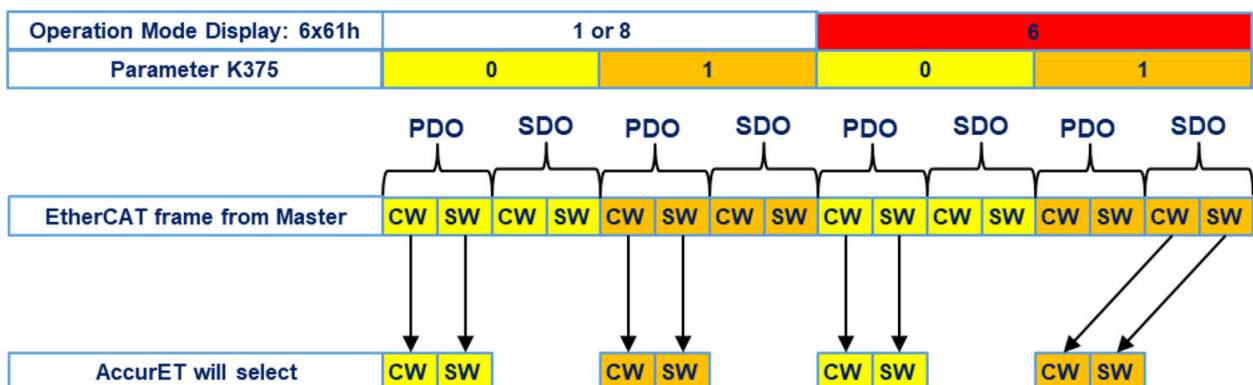 Operation Mode Display: 6x61h 1 or 8 6
Parameter K375 0 1 0 1
PDO SDO PDO SDO PDO SDO PDO SDO
EtherCAT frame from Master CW SW CW SW CW SW CW SW CW SW CW SW CW SW CW SW
AccurET will select CW SW CW SW CW SW CW SW